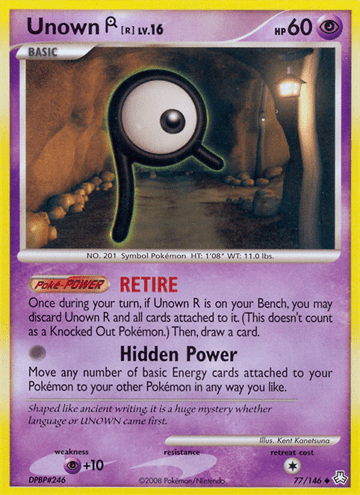 Unown R [R] LV.16 HP 60
BASIC
NO. 201 Symbol Pokémon HT: 1'08" WT: 11.0 lbs.
Poké-POWER RETIRE
Once during your turn, if Unown R is on your Bench, you may
discard Unown R and all cards attached to it. (This doesn't count
as a Knocked Out Pokémon.) Then, draw a card.
Hidden Power
Move any number of basic Energy cards attached to your
Pokémon to your other Pokémon in any way you like.
Shaped like ancient writing, it is a huge mystery whether
language or UNOWN came first.
Illus. Kent Kanetsuna
weakness resistance retreat cost
+10
DPBP#246 ©2008 Pokémon/Nintendo 77/146